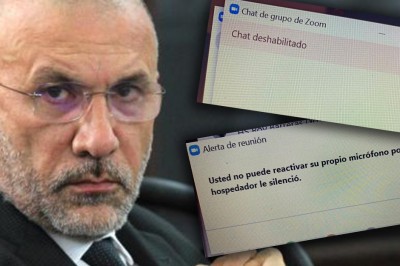 Chat de grupo de Zoom
Chat deshabilitado
Alerta de reunión
Usted no puede reactivar su propio micrófono po
hospedador le silenció.